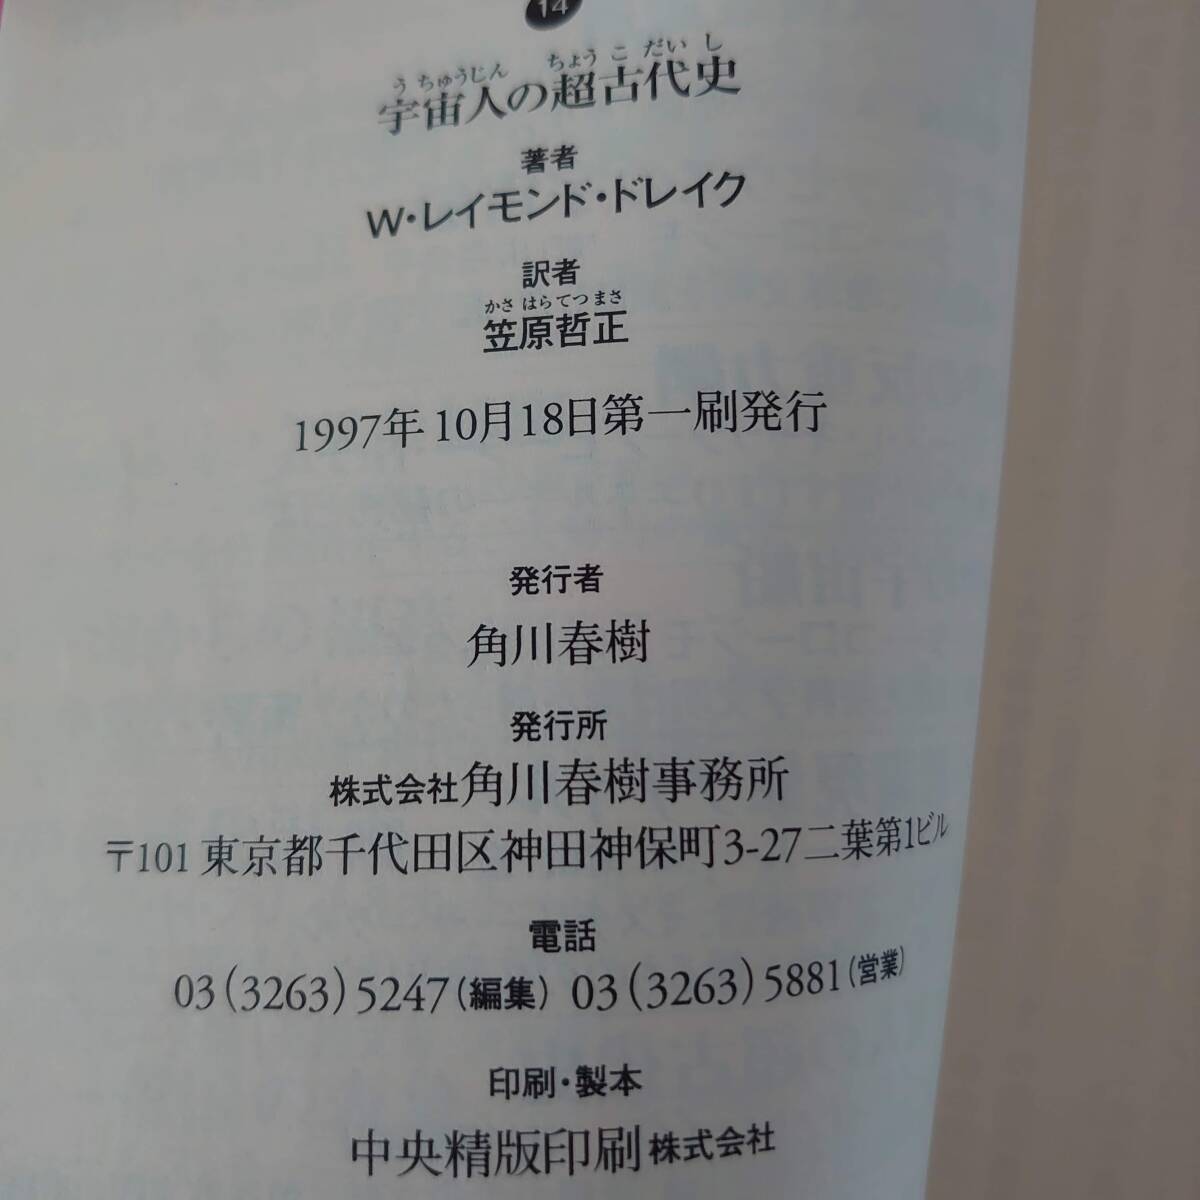 14
うちゅうじん ちょうこだいし
宇宙人の超古代史
著者
W・レイモンド・ドレイク
訳者
かさはらてつまさ
笠原哲正
1997年10月18日第一刷発行
発行者
角川春樹
発行所
株式会社角川春樹事務所
〒101 東京都千代田区神田神保町3-27二葉第1ビル
電話
03(3263)5247(編集) 03(3263)5881(営業)
印刷・製本
中央精版印刷株式会社